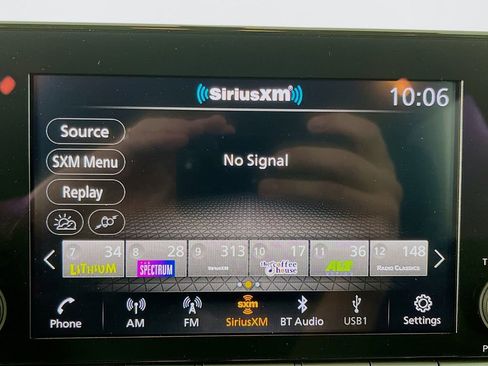 SiriusXM
10:06
Source
SXM Menu
No Signal
Replay
7 34 8 28 9 313 10 17 11 36 12 148
LITHIUM THE SPECTRUM SIRIUSXM the coffee house ALT RADIO CLASSICS
sxm
Phone AM FM SiriusXM BT Audio USB1 Settings
T
P